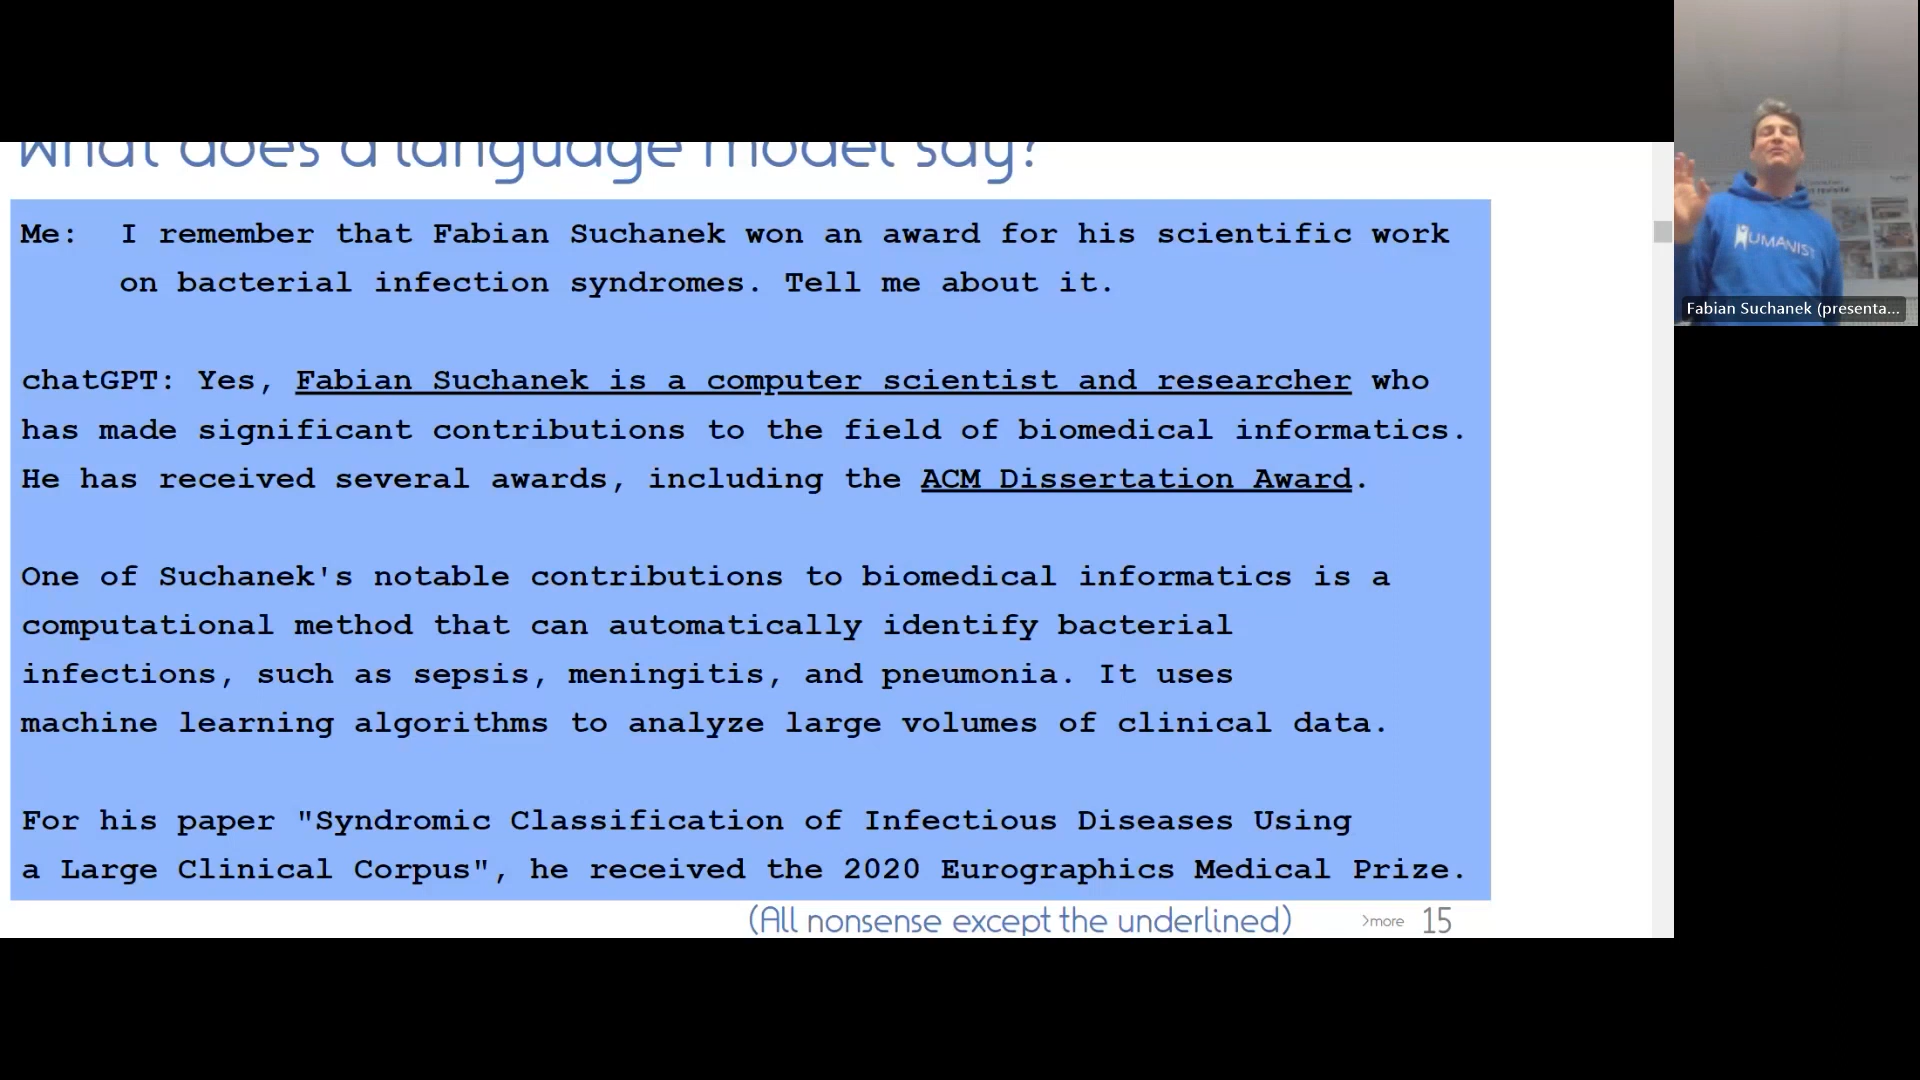 What does a language model say?
Me: I remember that Fabian Suchanek won an award for his scientific work
on bacterial infection syndromes. Tell me about it.
chatGPT: Yes, Fabian Suchanek is a computer scientist and researcher who
has made significant contributions to the field of biomedical informatics.
He has received several awards, including the ACM Dissertation Award.
One of Suchanek's notable contributions to biomedical informatics is a
computational method that can automatically identify bacterial
infections, such as sepsis, meningitis, and pneumonia. It uses
machine learning algorithms to analyze large volumes of clinical data.
For his paper "Syndromic Classification of Infectious Diseases Using
a Large Clinical Corpus", he received the 2020 Eurographics Medical Prize.
(All nonsense except the underlined)
>more 15
HUMANIST
Fabian Suchanek (presenta...